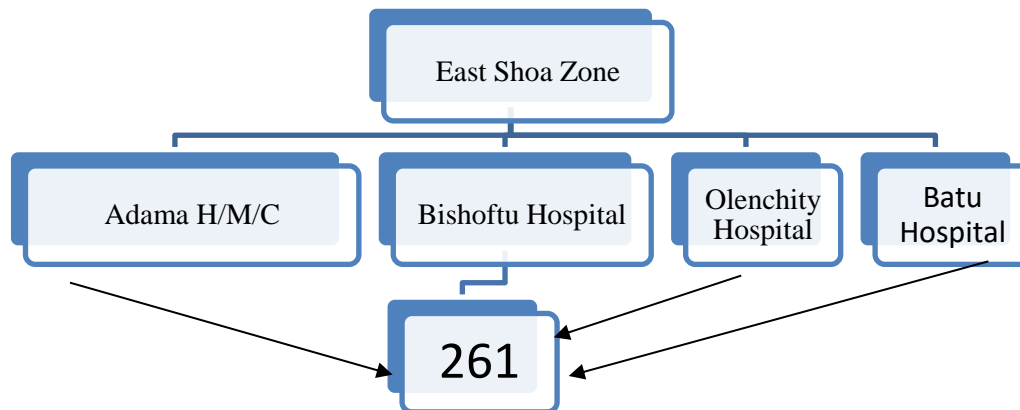 East Shoa Zone
Adama H/M/C
Bishoftu Hospital
Olenchity
Hospital
Batu
Hospital
261